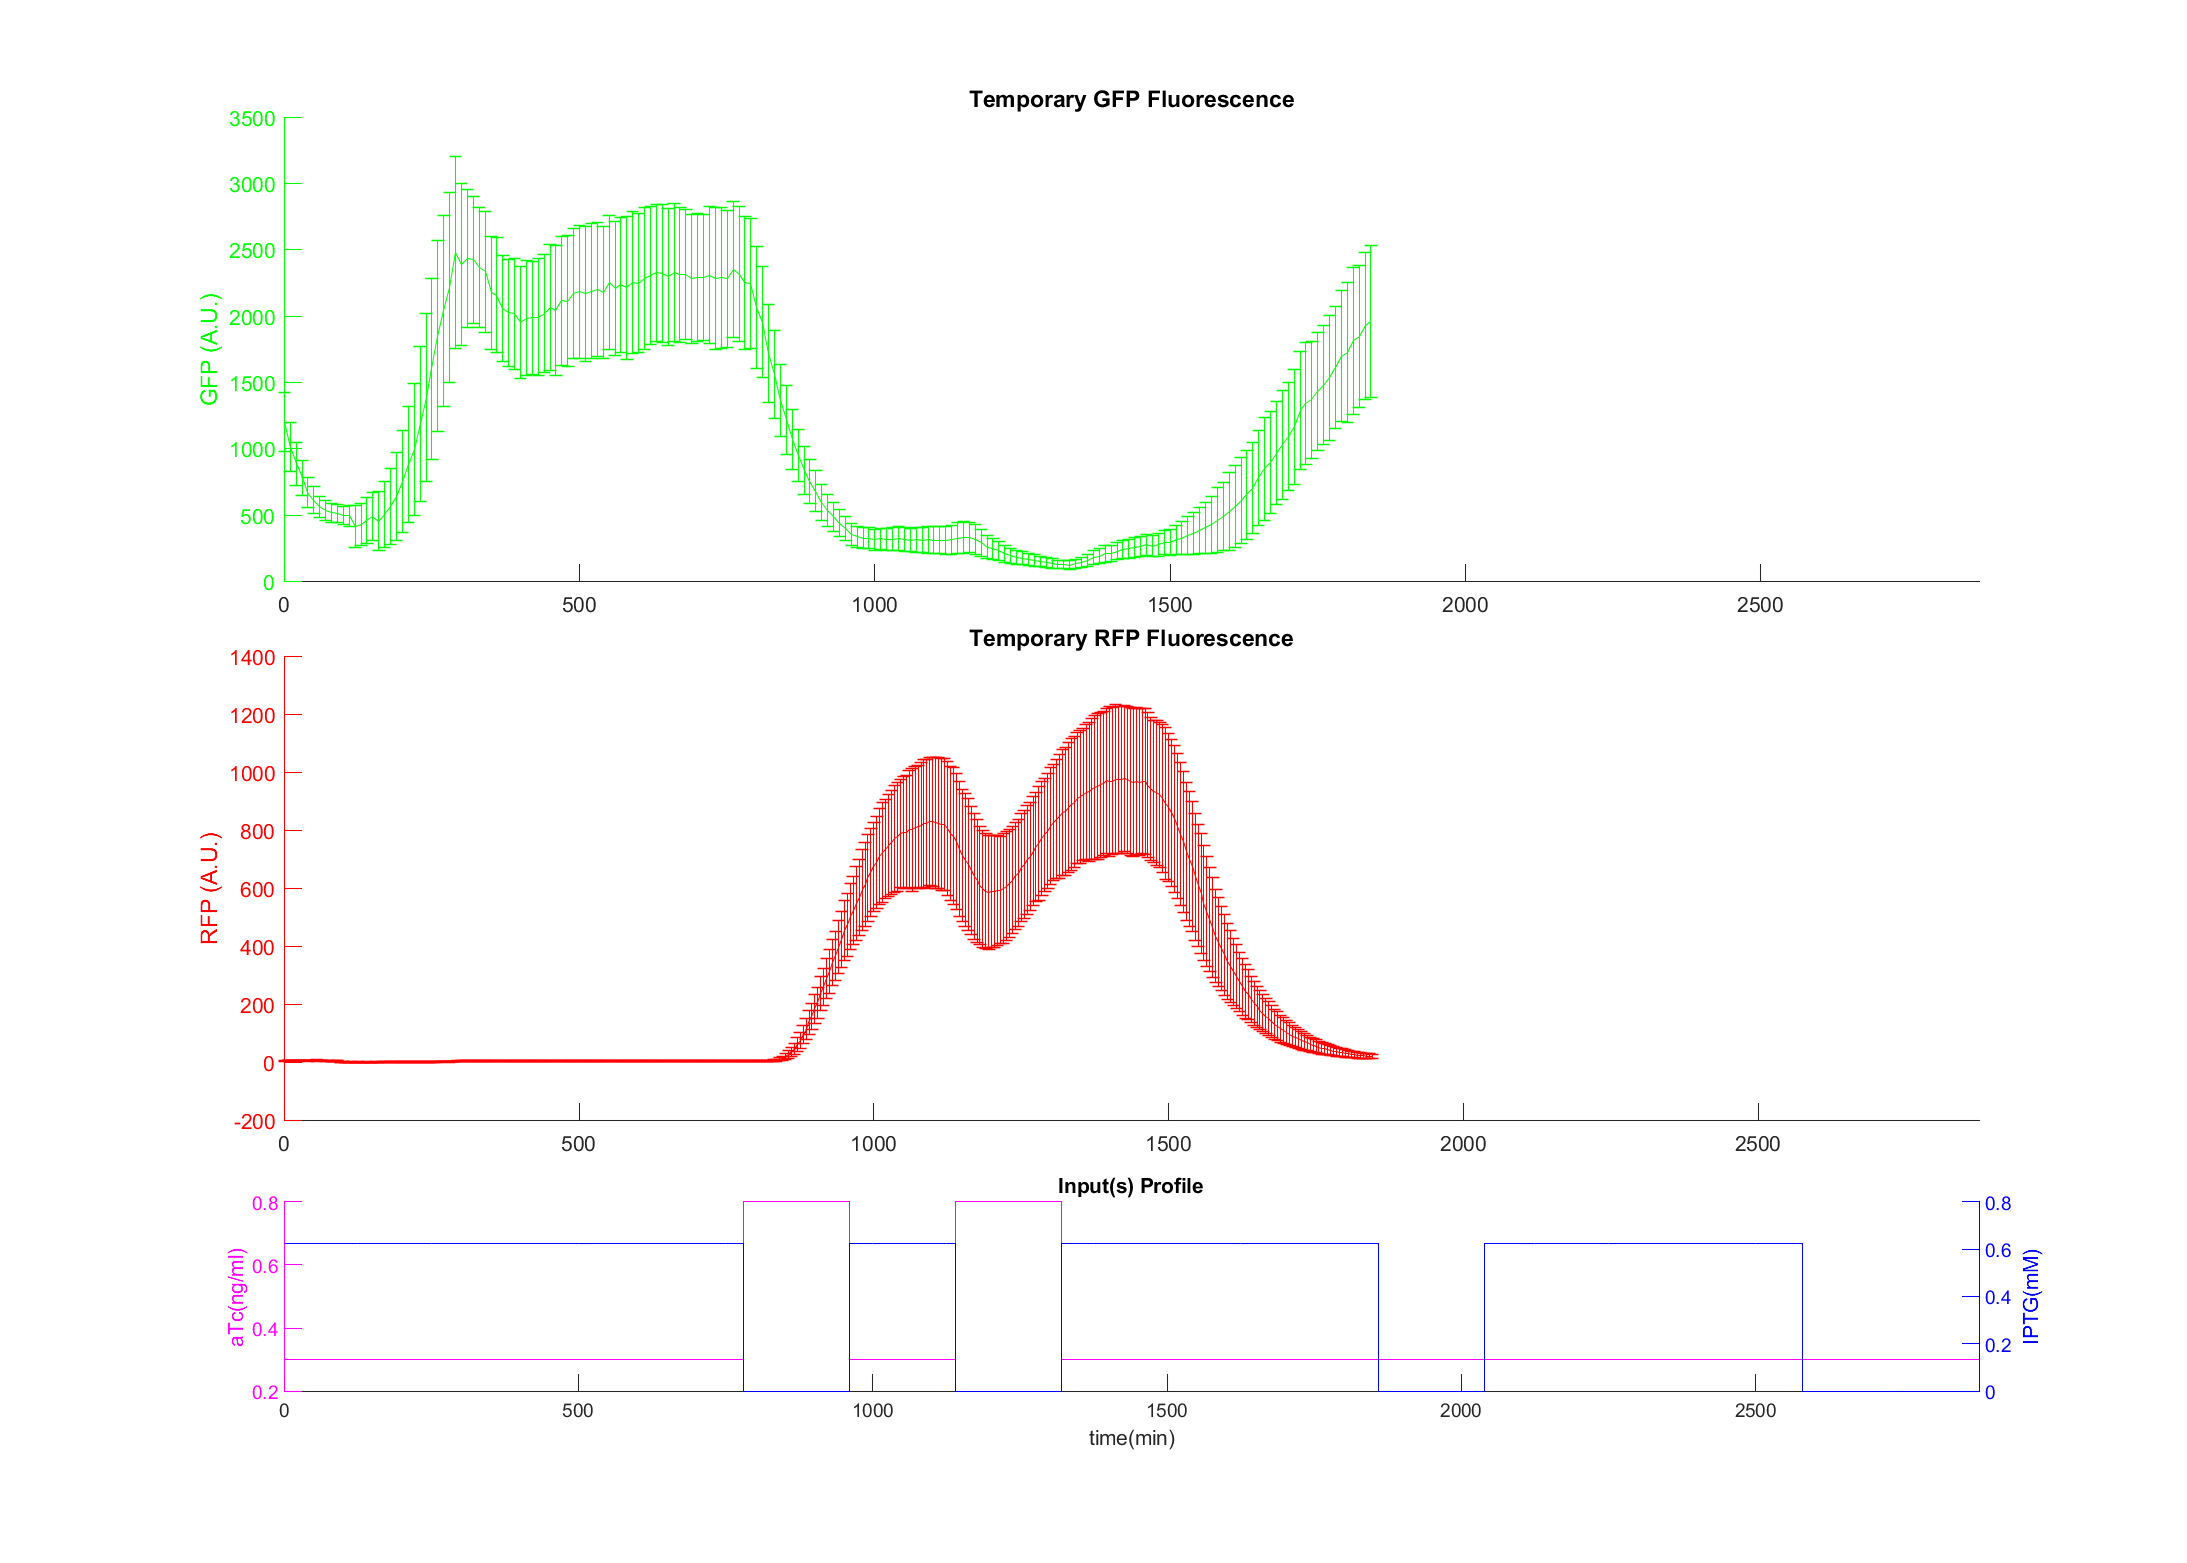 Temporary GFP Fluorescence
3500
3000
2500
2000
1500
1000
500
0
GFP (A.U.)
0 500 1000 1500 2000 2500
Temporary RFP Fluorescence
1400
1200
1000
800
600
400
200
0
-200
RFP (A.U.)
0 500 1000 1500 2000 2500
Input(s) Profile
0.8
0.6
0.4
0.2
aTc(ng/ml)
0.8
0.6
0.4
0.2
0
IPTG(mM)
0 500 1000 1500 2000 2500
time(min)